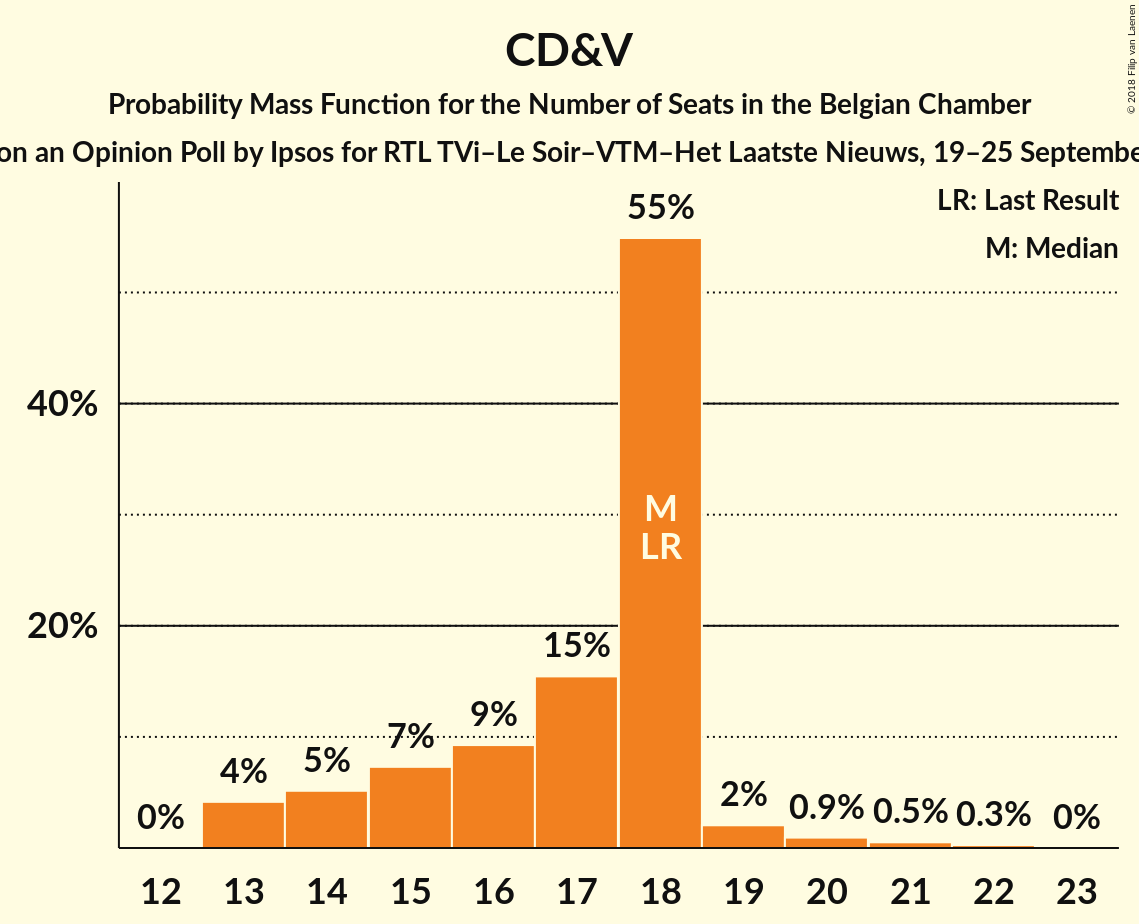 CD&V
Probability Mass Function for the Number of Seats in the Belgian Chamber
on an Opinion Poll by Ipsos for RTL TVi–Le Soir–VTM–Het Laatste Nieuws, 19–25 Septembe
© 2018 Filip van Laenen
LR: Last Result
M: Median
55%
40%
M
LR
20%
15%
9%
7%
5%
4%
2%
0% 0.9% 0.5% 0.3% 0%
12 13 14 15 16 17 18 19 20 21 22 23